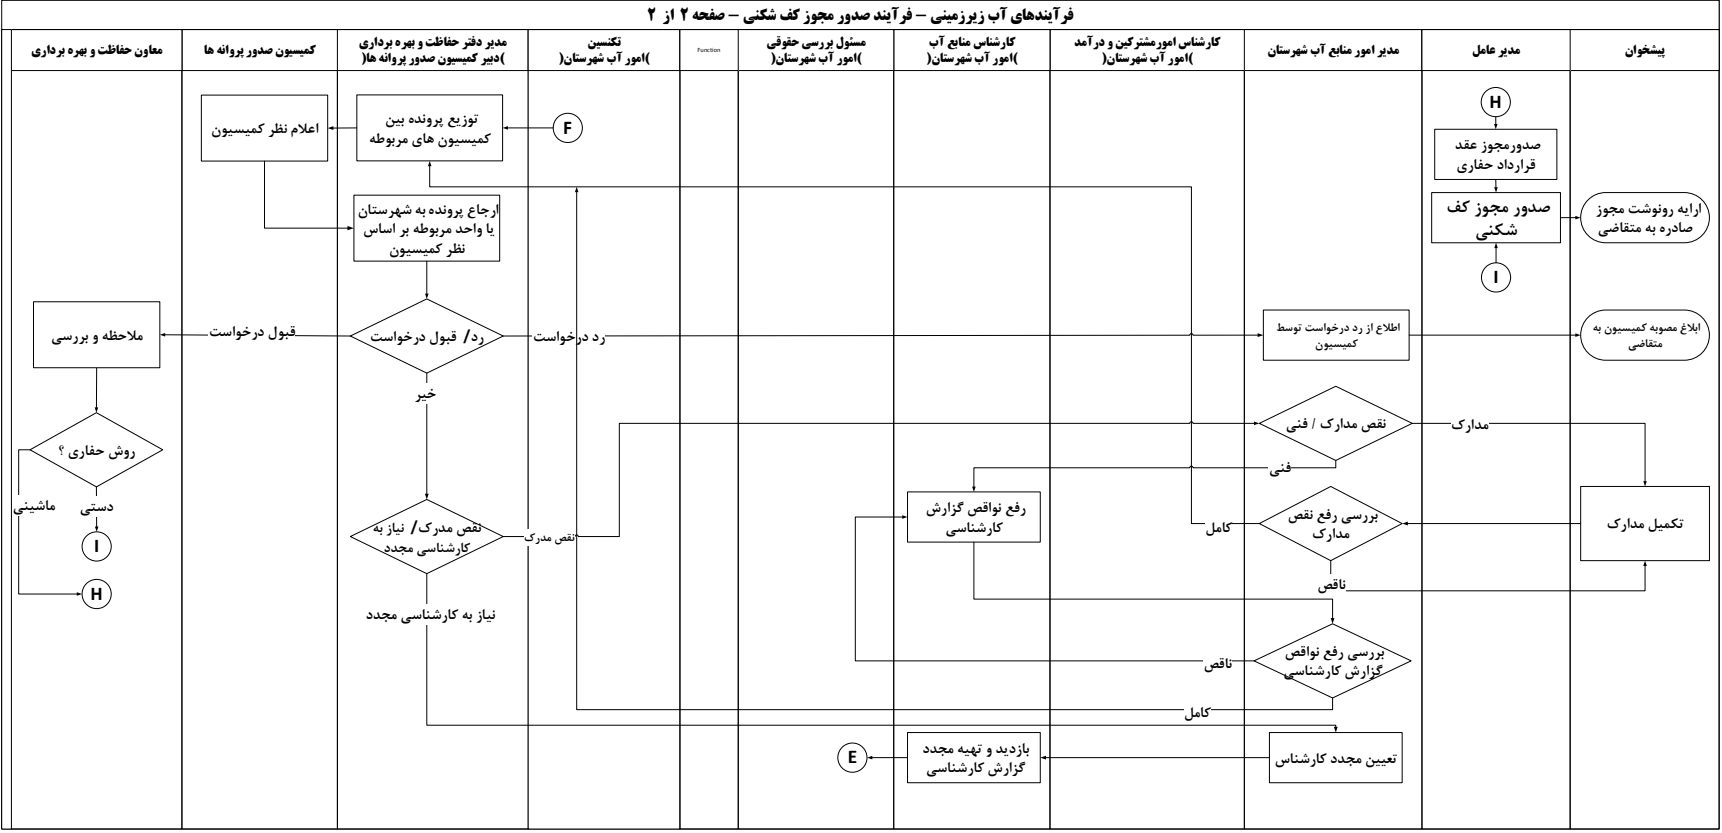 فرآیندهای آب زیرزمینی – فرآیند صدور مجوز کف شکنی – صفحه ۲ از ۲
پیشخوان
مدیر عامل
مدیر امور منابع آب شهرستان
کارشناس امورمشترکین و درآمد
)امور آب شهرستان(
کارشناس منابع آب
)امور آب شهرستان(
مسئول بررسی حقوقی
)امور آب شهرستان(
Function
تکنسین
)امور آب شهرستان(
مدیر دفتر حفاظت و بهره برداری
)دبیر کمیسیون صدور پروانه ها(
کمیسیون صدور پروانه ها
معاون حفاظت و بهره برداری
H
صدورمجوز عقد
قرارداد حفاری
صدور مجوز کف
شکنی
I
ارایه رونوشت مجوز
صادره به متقاضی
F
توزیع پرونده بین
کمیسیون های مربوطه
اعلام نظر کمیسیون
ارجاع پرونده به شهرستان
یا واحد مربوطه بر اساس
نظر کمیسیون
رد/ قبول درخواست
قبول درخواست
رد درخواست
خیر
ملاحظه و بررسی
اطلاع از رد درخواست توسط
کمیسیون
ابلاغ مصوبه کمیسیون به
متقاضی
روش حفاری ؟
ماشینی
دستی
I
H
نقص مدارک / فنی
مدارک
فنی
تکمیل مدارک
بررسی رفع نقص
مدارک
کامل
ناقص
رفع نواقص گزارش
کارشناسی
نقص مدرک/ نیاز به
کارشناسی مجدد
نقص مدرک
نیاز به کارشناسی مجدد
بررسی رفع نواقص
گزارش کارشناسی
ناقص
کامل
تعیین مجدد کارشناس
بازدید و تهیه مجدد
گزارش کارشناسی
E